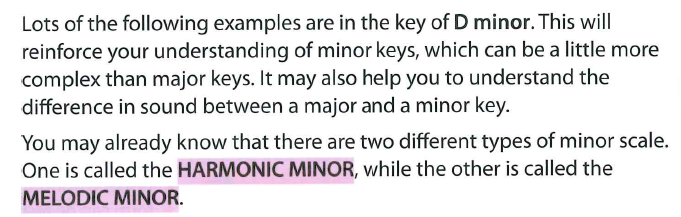 Lots of the following examples are in the key of D minor. This will
reinforce your understanding of minor keys, which can be a little more
complex than major keys. It may also help you to understand the
difference in sound between a major and a minor key.
You may already know that there are two different types of minor scale.
One is called the HARMONIC MINOR, while the other is called the
MELODIC MINOR.